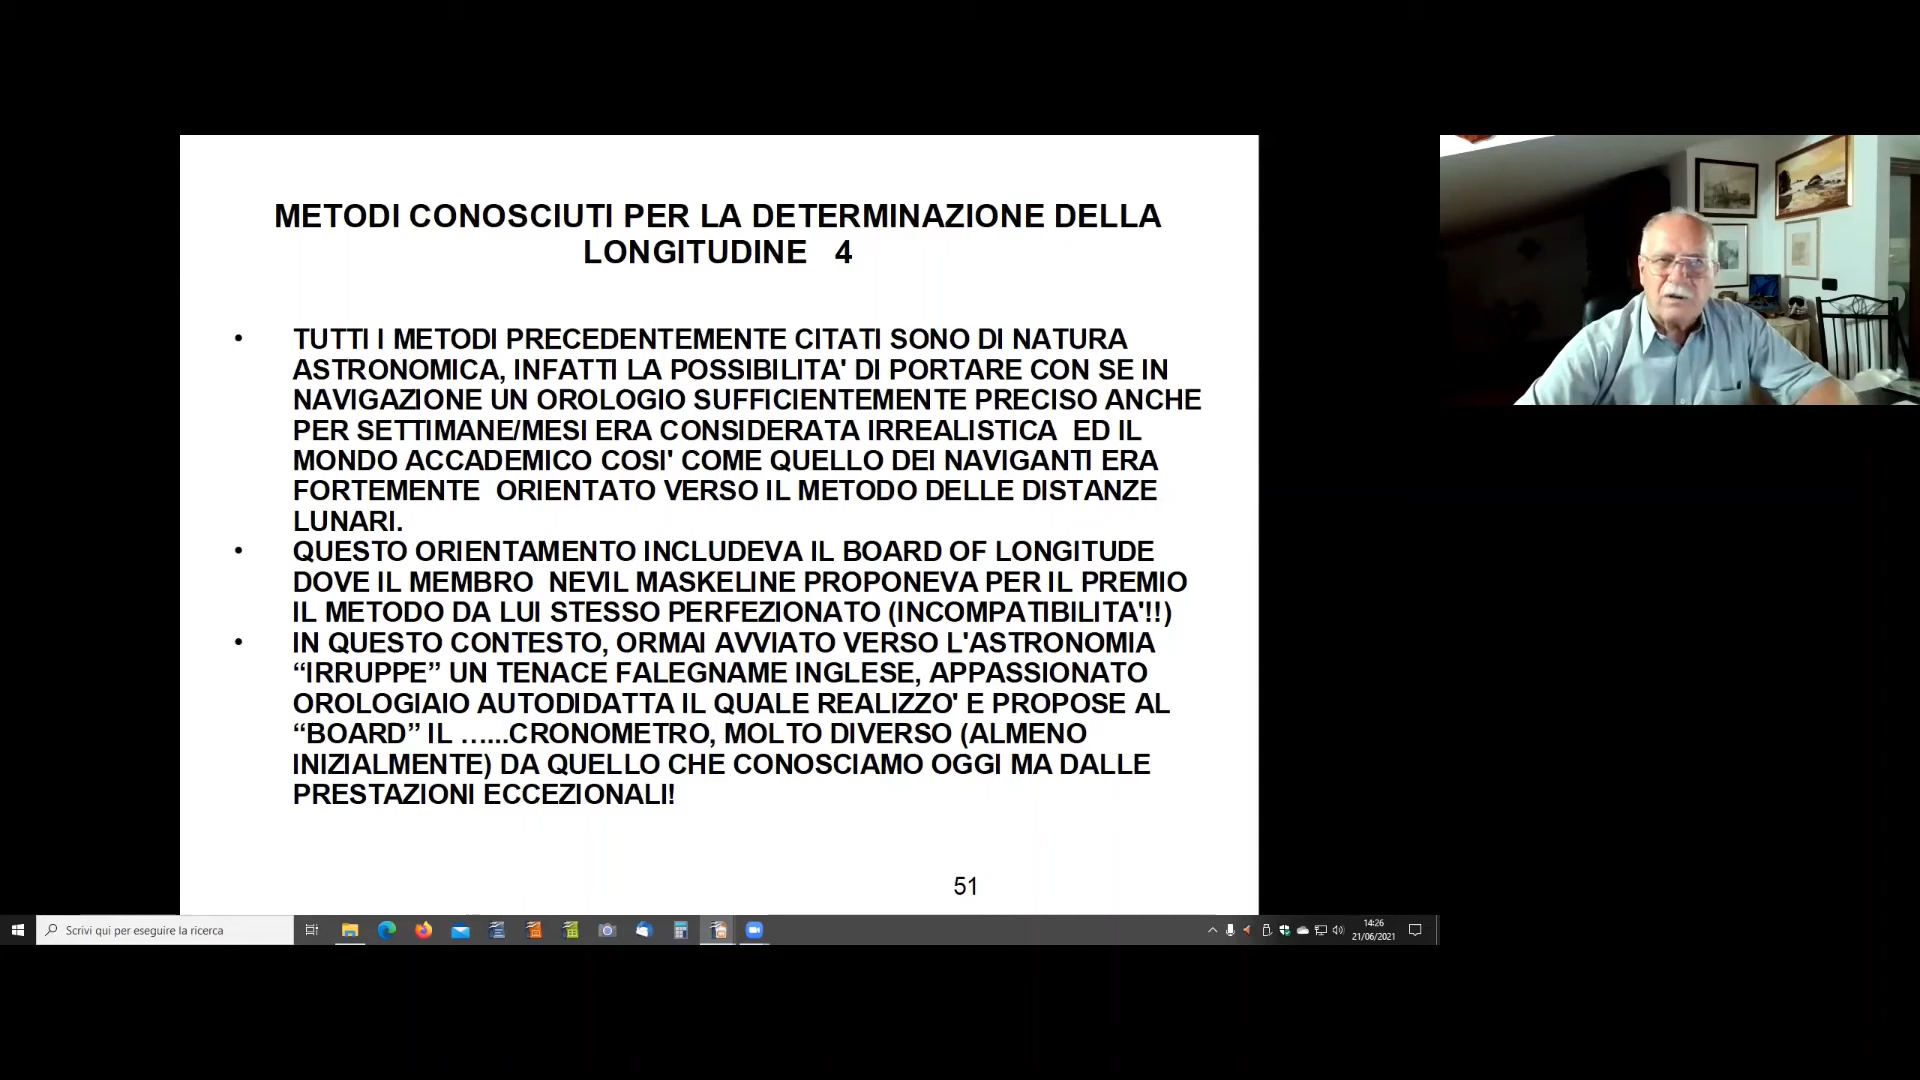 METODI CONOSCIUTI PER LA DETERMINAZIONE DELLA
LONGITUDINE 4
• TUTTI I METODI PRECEDENTEMENTE CITATI SONO DI NATURA
ASTRONOMICA, INFATTI LA POSSIBILITA' DI PORTARE CON SE IN
NAVIGAZIONE UN OROLOGIO SUFFICIENTEMENTE PRECISO ANCHE
PER SETTIMANE/MESI ERA CONSIDERATA IRREALISTICA ED IL
MONDO ACCADEMICO COSI' COME QUELLO DEI NAVIGANTI ERA
FORTEMENTE ORIENTATO VERSO IL METODO DELLE DISTANZE
LUNARI.
• QUESTO ORIENTAMENTO INCLUDEVA IL BOARD OF LONGITUDE
DOVE IL MEMBRO NEVIL MASKELINE PROPONEVA PER IL PREMIO
IL METODO DA LUI STESSO PERFEZIONATO (INCOMPATIBILITA'!!)
• IN QUESTO CONTESTO, ORMAI AVVIATO VERSO L'ASTRONOMIA
“IRRUPPE” UN TENACE FALEGNAME INGLESE, APPASSIONATO
OROLOGIAIO AUTODIDATTA IL QUALE REALIZZO' E PROPOSE AL
“BOARD” IL …...CRONOMETRO, MOLTO DIVERSO (ALMENO
INIZIALMENTE) DA QUELLO CHE CONOSCIAMO OGGI MA DALLE
PRESTAZIONI ECCEZIONALI!
51
Scrivi qui per eseguire la ricerca
14:26
21/06/2021